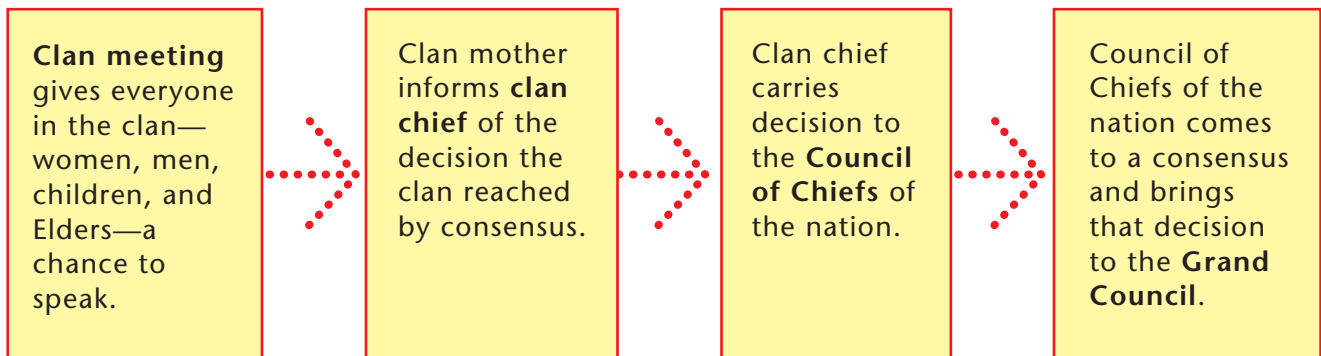 Clan meeting
gives everyone
in the clan—
women, men,
children, and
Elders—a
chance to
speak.
Clan mother
informs clan
chief of the
decision the
clan reached
by consensus.
Clan chief
carries
decision to
the Council
of Chiefs of
the nation.
Council of
Chiefs of the
nation comes
to a consensus
and brings
that decision
to the Grand
Council.